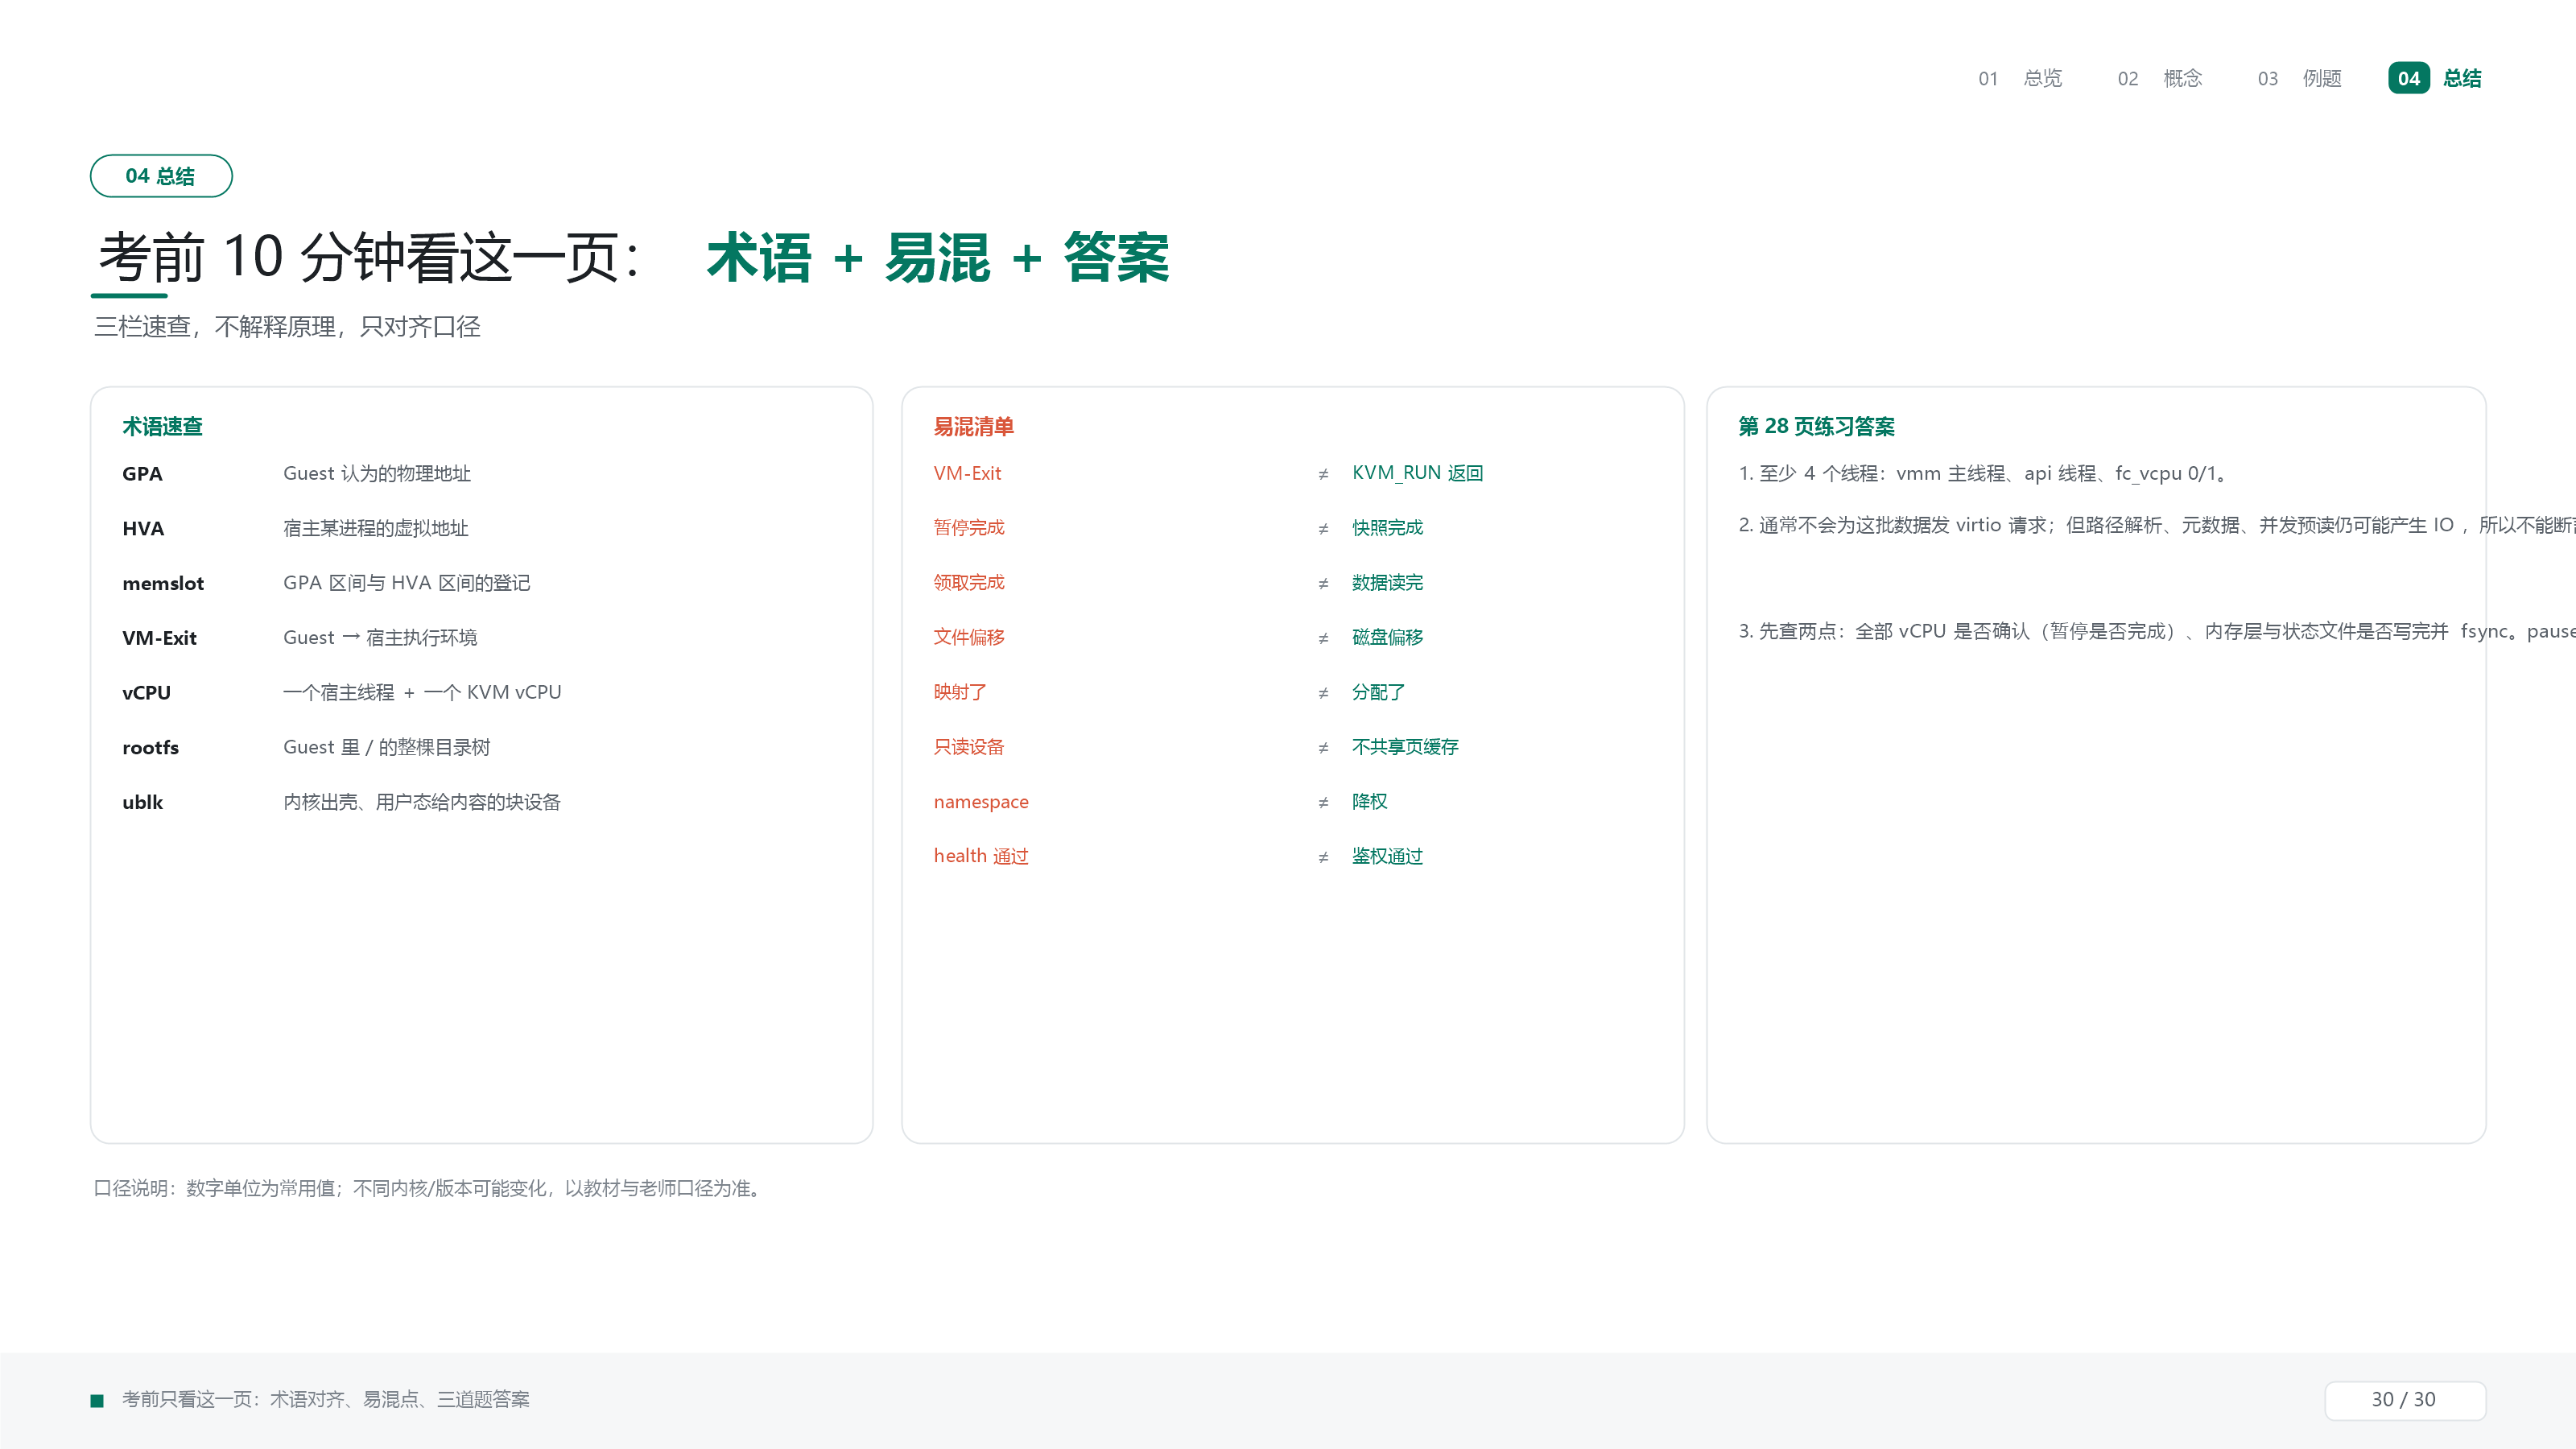 01 总览 02 概念 03 例题 04 总结
04 总结
考前 10 分钟看这一页： 术语 + 易混 + 答案
三栏速查，不解释原理，只对齐口径
术语速查
GPA Guest 认为的物理地址
HVA 宿主某进程的虚拟地址
memslot GPA 区间与 HVA 区间的登记
VM-Exit Guest → 宿主执行环境
vCPU 一个宿主线程 + 一个 KVM vCPU
rootfs Guest 里 / 的整棵目录树
ublk 内核出壳、用户态给内容的块设备
易混清单
VM-Exit ≠ KVM_RUN 返回
暂停完成 ≠ 快照完成
领取完成 ≠ 数据读完
文件偏移 ≠ 磁盘偏移
映射了 ≠ 分配了
只读设备 ≠ 不共享页缓存
namespace ≠ 降权
health 通过 ≠ 鉴权通过
第 28 页练习答案
1. 至少 4 个线程：vmm 主线程、api 线程、fc_vcpu 0/1。
2. 通常不会为这批数据发 virtio 请求；但路径解析、元数据、并发预读仍可能产生 IO ，所以不能断
3. 先查两点：全部 vCPU 是否确认（暂停是否完成）、内存层与状态文件是否写完并 fsync。pause
口径说明：数字单位为常用值；不同内核/版本可能变化，以教材与老师口径为准。
考前只看这一页：术语对齐、易混点、三道题答案
30 / 30